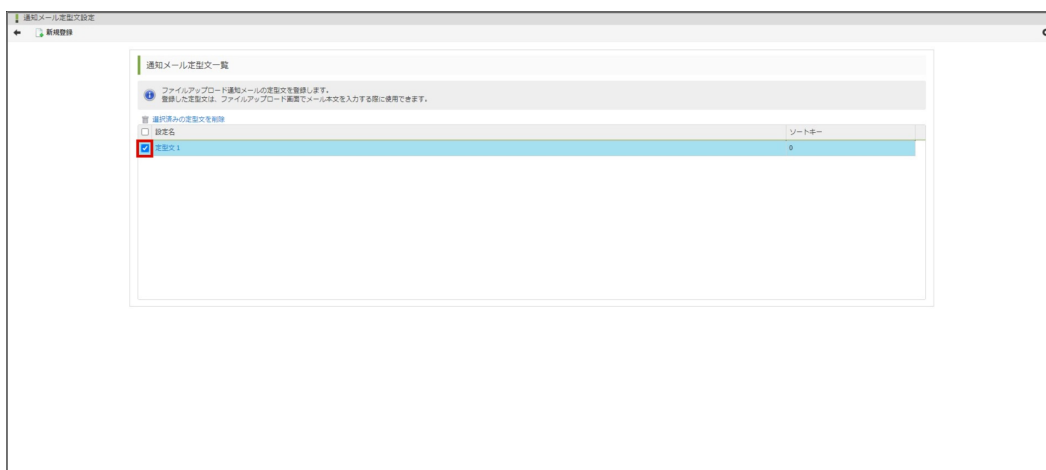 通知メール定型文設定
新規登録
通知メール定型文一覧
ファイルアップロード通知メールの定型文を登録します。
登録した定型文は、ファイルアップロード画面でメール本文を入力する際に使用できます。
選択済みの定型文を削除
設定名 ソートキー
定型文1 0